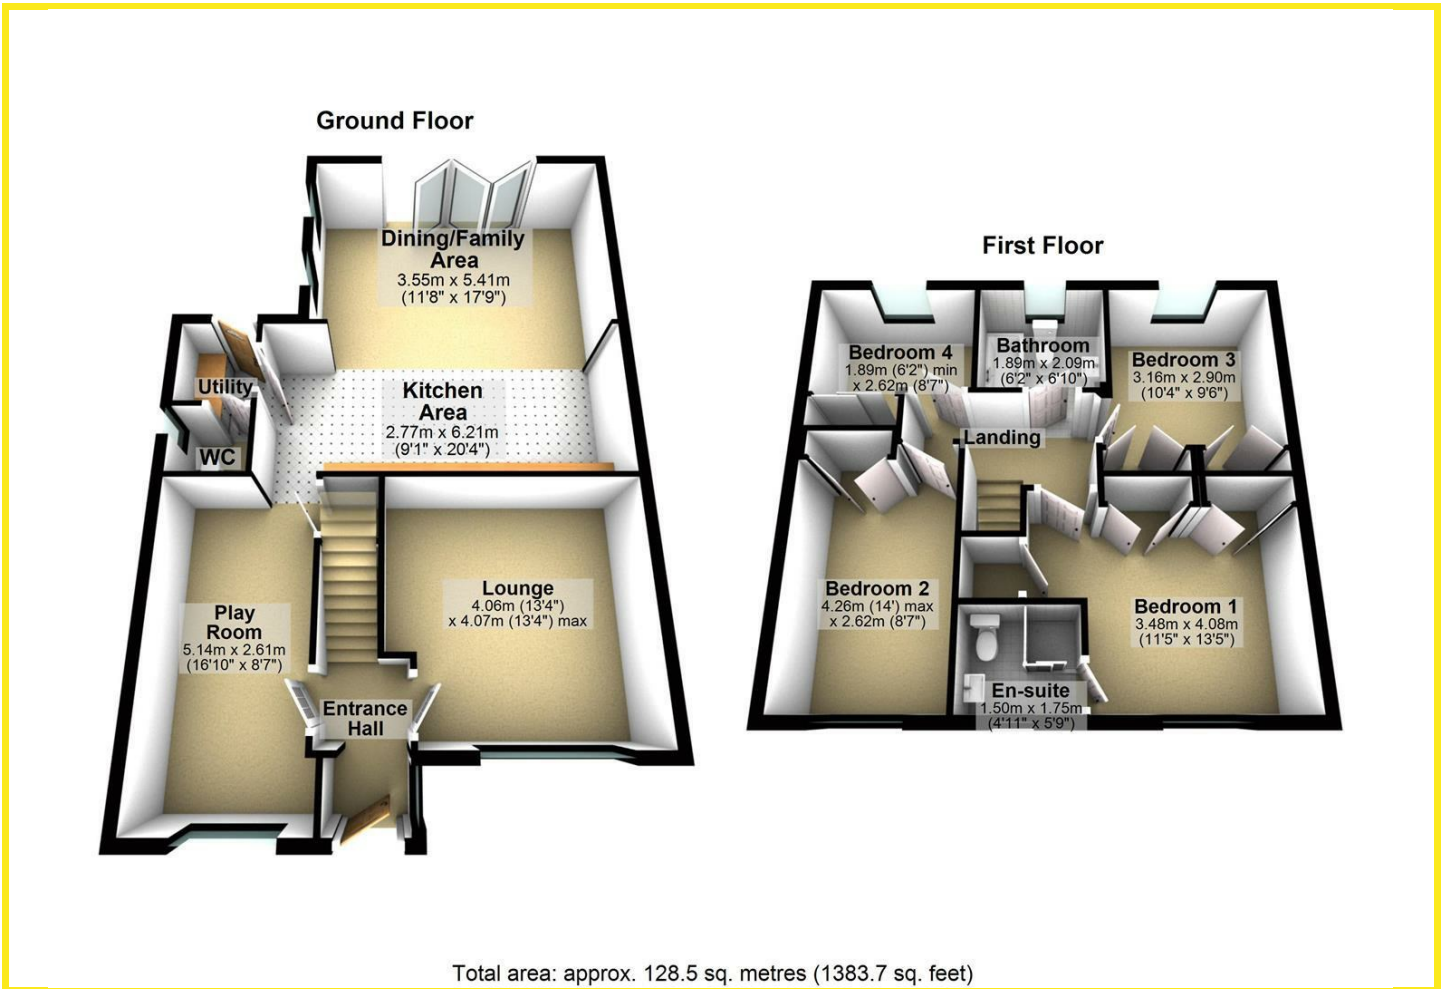 Ground Floor
Dining/Family
Area
3.55m x 5.41m
(11'8" x 17'9")
Utility
Kitchen
Area
2.77m x 6.21m
(9'1" x 20'4")
WC
Lounge
4.06m (13'4")
x 4.07m (13'4") max
Play
Room
5.14m x 2.61m
(16'10" x 8'7")
Entrance
Hall
First Floor
Bedroom 4
1.89m (6'2") min
x 2.62m (8'7")
Bathroom
1.89m x 2.09m
(6'2" x 6'10")
Bedroom 3
3.16m x 2.90m
(10'4" x 9'6")
Landing
Bedroom 2
4.26m (14') max
x 2.62m (8'7")
Bedroom 1
3.48m x 4.08m
(11'5" x 13'5")
En-suite
1.50m x 1.75m
(4'11" x 5'9")
Total area: approx. 128.5 sq. metres (1383.7 sq. feet)